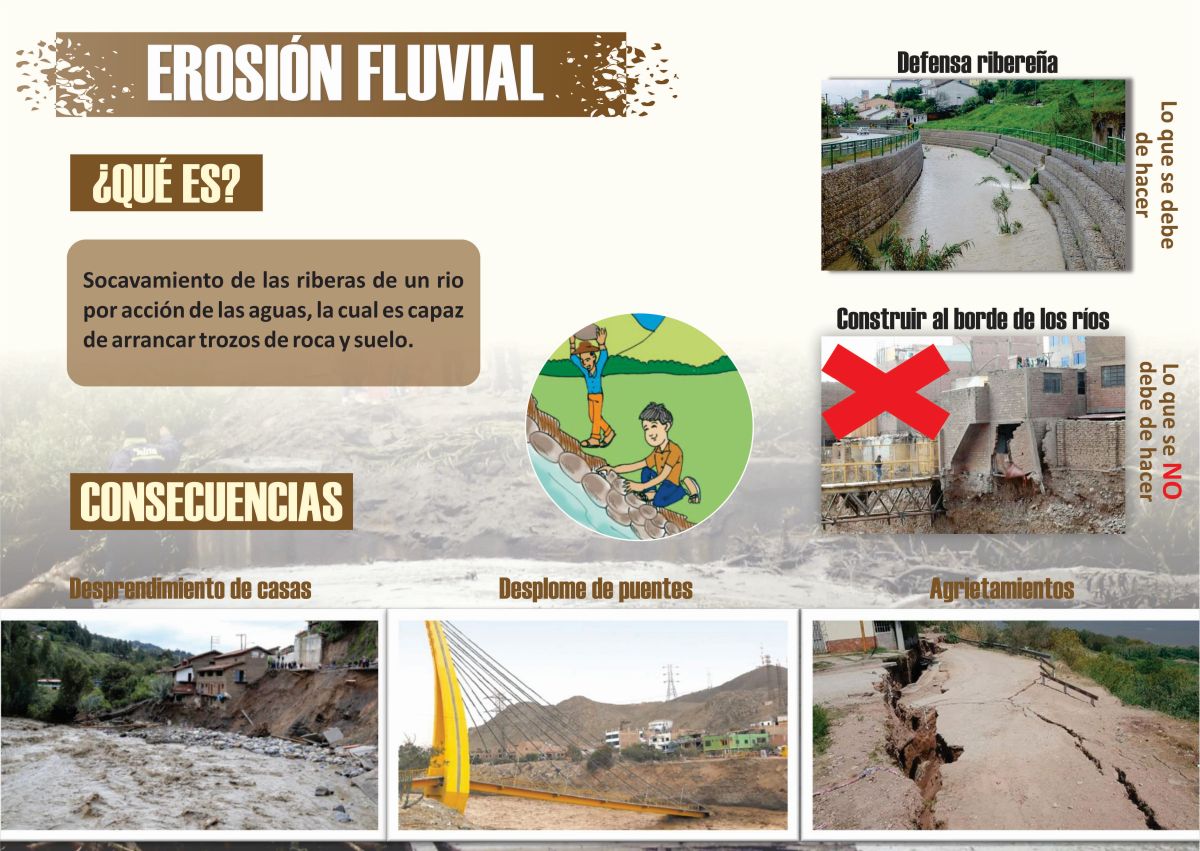 EROSIÓN FLUVIAL
¿QUÉ ES?
Socavamiento de las riberas de un rio
por acción de las aguas, la cual es capaz
de arrancar trozos de roca y suelo.
Defensa ribereña
Lo que se debe
de hacer
Construir al borde de los ríos
Lo que se NO
debe de hacer
CONSECUENCIAS
Desprendimiento de casas
Desplome de puentes
Agrietamientos